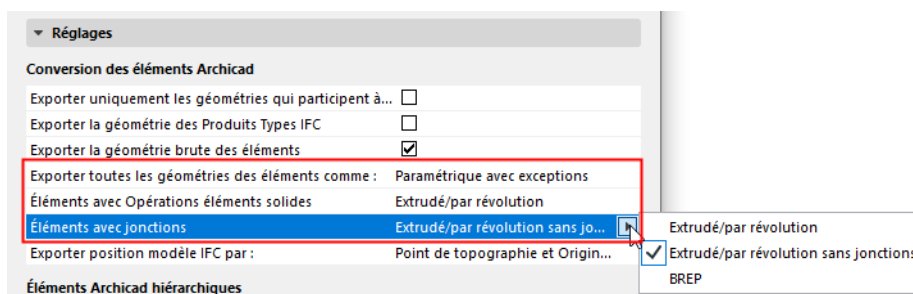 Réglages
Conversion des éléments Archicad
Exporter uniquement les géométries qui participent à...
Exporter la géométrie des Produits Types IFC
Exporter la géométrie brute des éléments
Exporter toutes les géométries des éléments comme : Paramétrique avec exceptions
Éléments avec Opérations éléments solides Extrudé/par révolution
Éléments avec jonctions Extrudé/par révolution sans jo... Extrudé/par révolution
Exporter position modèle IFC par : Point de topographie et Origin... Extrudé/par révolution sans jonctions
BREP
Éléments Archicad hiérarchiques